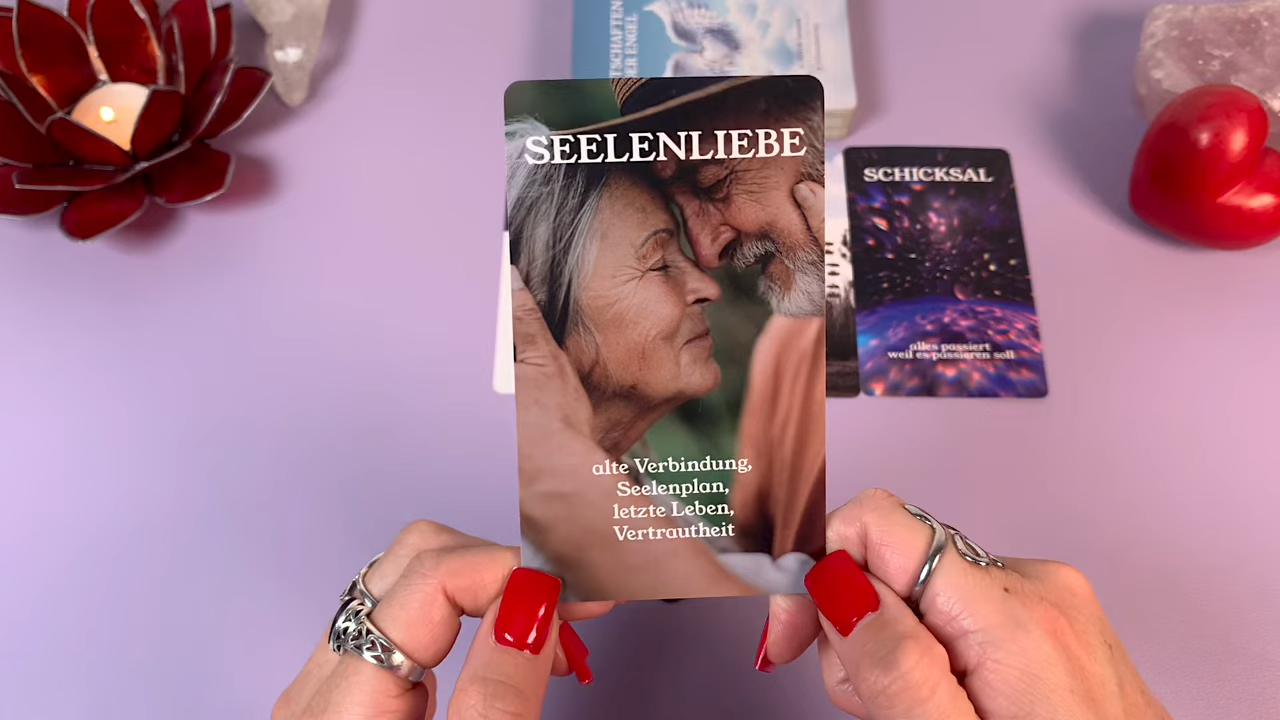 SEELENLIEBE
alte Verbindung,
Seelenplan,
letzte Leben,
Vertrautheit
SCHICKSAL
alles passiert
weil es passieren soll